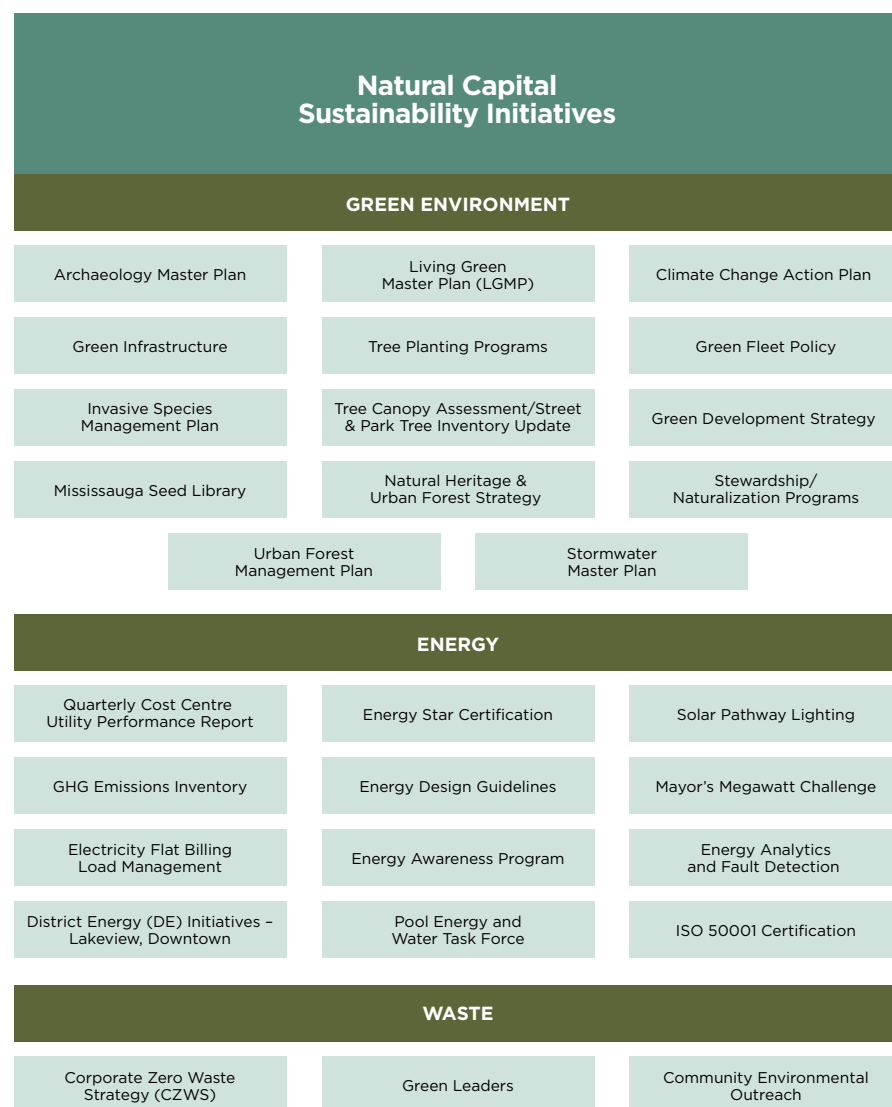 Natural Capital
Sustainability Initiatives
GREEN ENVIRONMENT
Archaeology Master Plan
Living Green
Master Plan (LGMP)
Climate Change Action Plan
Green Infrastructure
Tree Planting Programs
Green Fleet Policy
Invasive Species
Management Plan
Tree Canopy Assessment/Street
& Park Tree Inventory Update
Green Development Strategy
Mississauga Seed Library
Natural Heritage &
Urban Forest Strategy
Stewardship/
Naturalization Programs
Urban Forest
Management Plan
Stormwater
Master Plan
ENERGY
Quarterly Cost Centre
Utility Performance Report
Energy Star Certification
Solar Pathway Lighting
GHG Emissions Inventory
Energy Design Guidelines
Mayor’s Megawatt Challenge
Electricity Flat Billing
Load Management
Energy Awareness Program
Energy Analytics
and Fault Detection
District Energy (DE) Initiatives –
Lakeview, Downtown
Pool Energy and
Water Task Force
ISO 50001 Certification
WASTE
Corporate Zero Waste
Strategy (CZWS)
Green Leaders
Community Environmental
Outreach